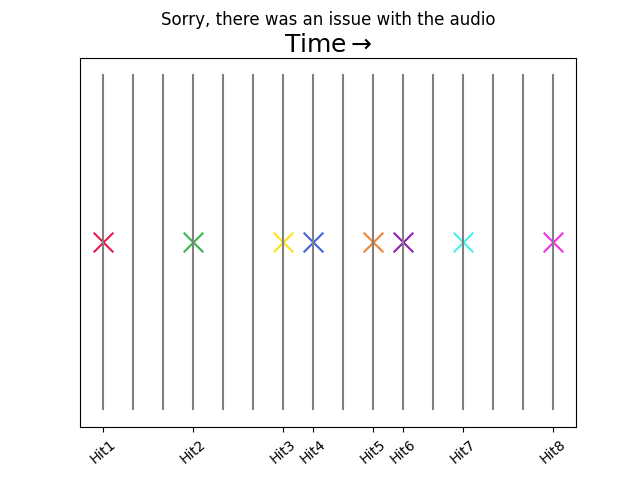 Sorry, there was an issue with the audio
Time→
Hit1 Hit2 Hit3 Hit4 Hit5 Hit6 Hit7 Hit8